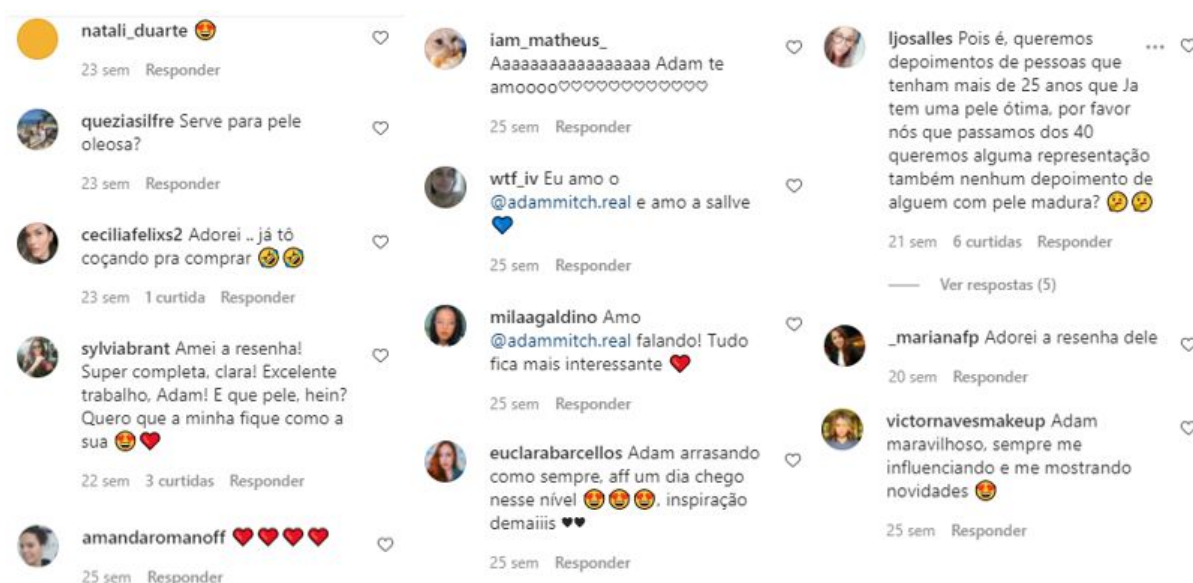 natali_duarte 🤩
23 sem Responder
queziasilfre Serve para pele
oleosa?
23 sem Responder
ceciliafelixs2 Adorei .. já tô
coçando pra comprar 🤣🤣
23 sem 1 curtida Responder
sylviabrant Amei a resenha!
Super completa, clara! Excelente
trabalho, Adam! E que pele, hein?
Quero que a minha fique como a
sua 🤩❤️
22 sem 3 curtidas Responder
amandaromanoff ❤️❤️❤️❤️
25 sem Responder
iam_matheus_
Aaaaaaaaaaaaaaaaa Adam te
amoooo♡♡♡♡♡♡♡♡♡♡♡♡
25 sem Responder
wtf_iv Eu amo o
@adammitch.real e amo a sallve
💙
25 sem Responder
milaagaldino Amo
@adammitch.real falando! Tudo
fica mais interessante ❤️
25 sem Responder
euclarabarcellos Adam arrasando
como sempre, aff um dia chego
nesse nível 🤩🤩🤩, inspiração
demaiiis ♥♥
25 sem Responder
ljosalles Pois é, queremos
depoimentos de pessoas que
tenham mais de 25 anos que Ja
tem uma pele ótima, por favor
nós que passamos dos 40
queremos alguma representação
também nenhum depoimento de
alguem com pele madura? 🤔🤔
21 sem 6 curtidas Responder
Ver respostas (5)
_marianafp Adorei a resenha dele
20 sem Responder
victornavesmakeup Adam
maravilhoso, sempre me
influenciando e me mostrando
novidades 🤩
25 sem Responder